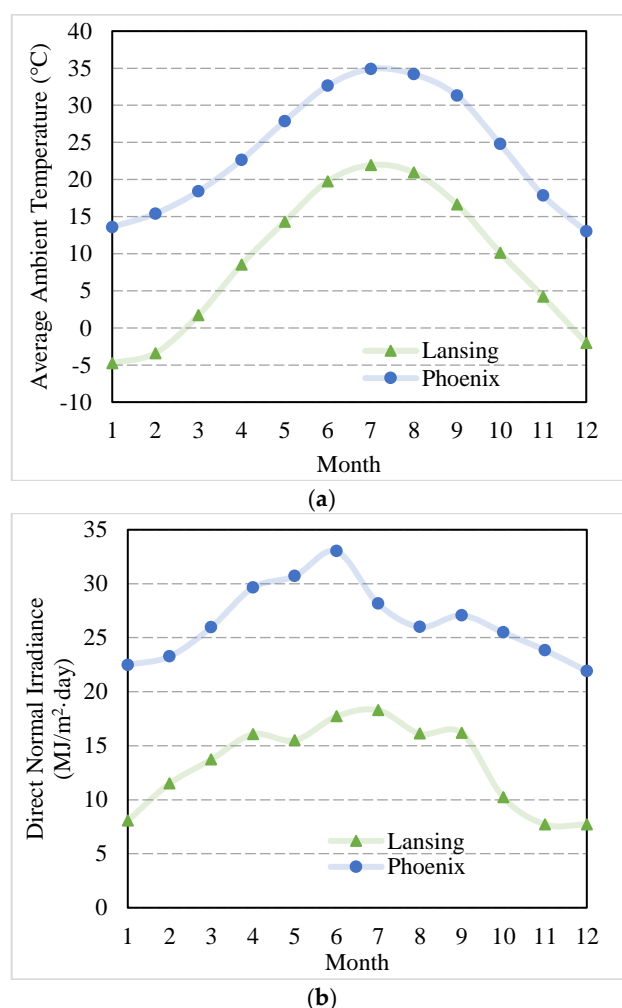 Average Ambient Temperature (°C)
40
35
30
25
20
15
10
5
0
-5
-10
Lansing
Phoenix
1 2 3 4 5 6 7 8 9 10 11 12
Month
(a)
Direct Normal Irradiance
(MJ/m²·day)
35
30
25
20
15
10
5
0
Lansing
Phoenix
1 2 3 4 5 6 7 8 9 10 11 12
Month
(b)